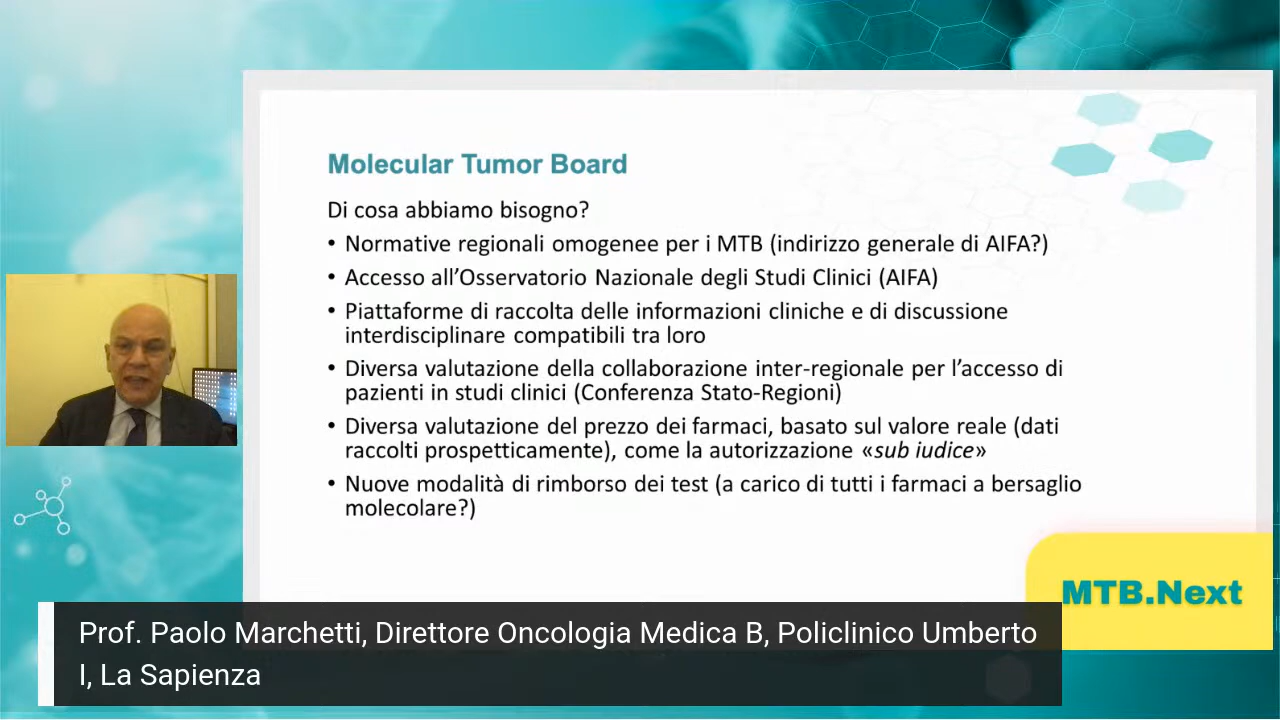 Molecular Tumor Board
Di cosa abbiamo bisogno?
• Normative regionali omogenee per i MTB (indirizzo generale di AIFA?)
• Accesso all’Osservatorio Nazionale degli Studi Clinici (AIFA)
• Piattaforme di raccolta delle informazioni cliniche e di discussione
interdisciplinare compatibili tra loro
• Diversa valutazione della collaborazione inter-regionale per l’accesso di
pazienti in studi clinici (Conferenza Stato-Regioni)
• Diversa valutazione del prezzo dei farmaci, basato sul valore reale (dati
raccolti prospetticamente), come la autorizzazione «sub iudice»
• Nuove modalità di rimborso dei test (a carico di tutti i farmaci a bersaglio
molecolare?)
MTB.Next
Prof. Paolo Marchetti, Direttore Oncologia Medica B, Policlinico Umberto
I, La Sapienza